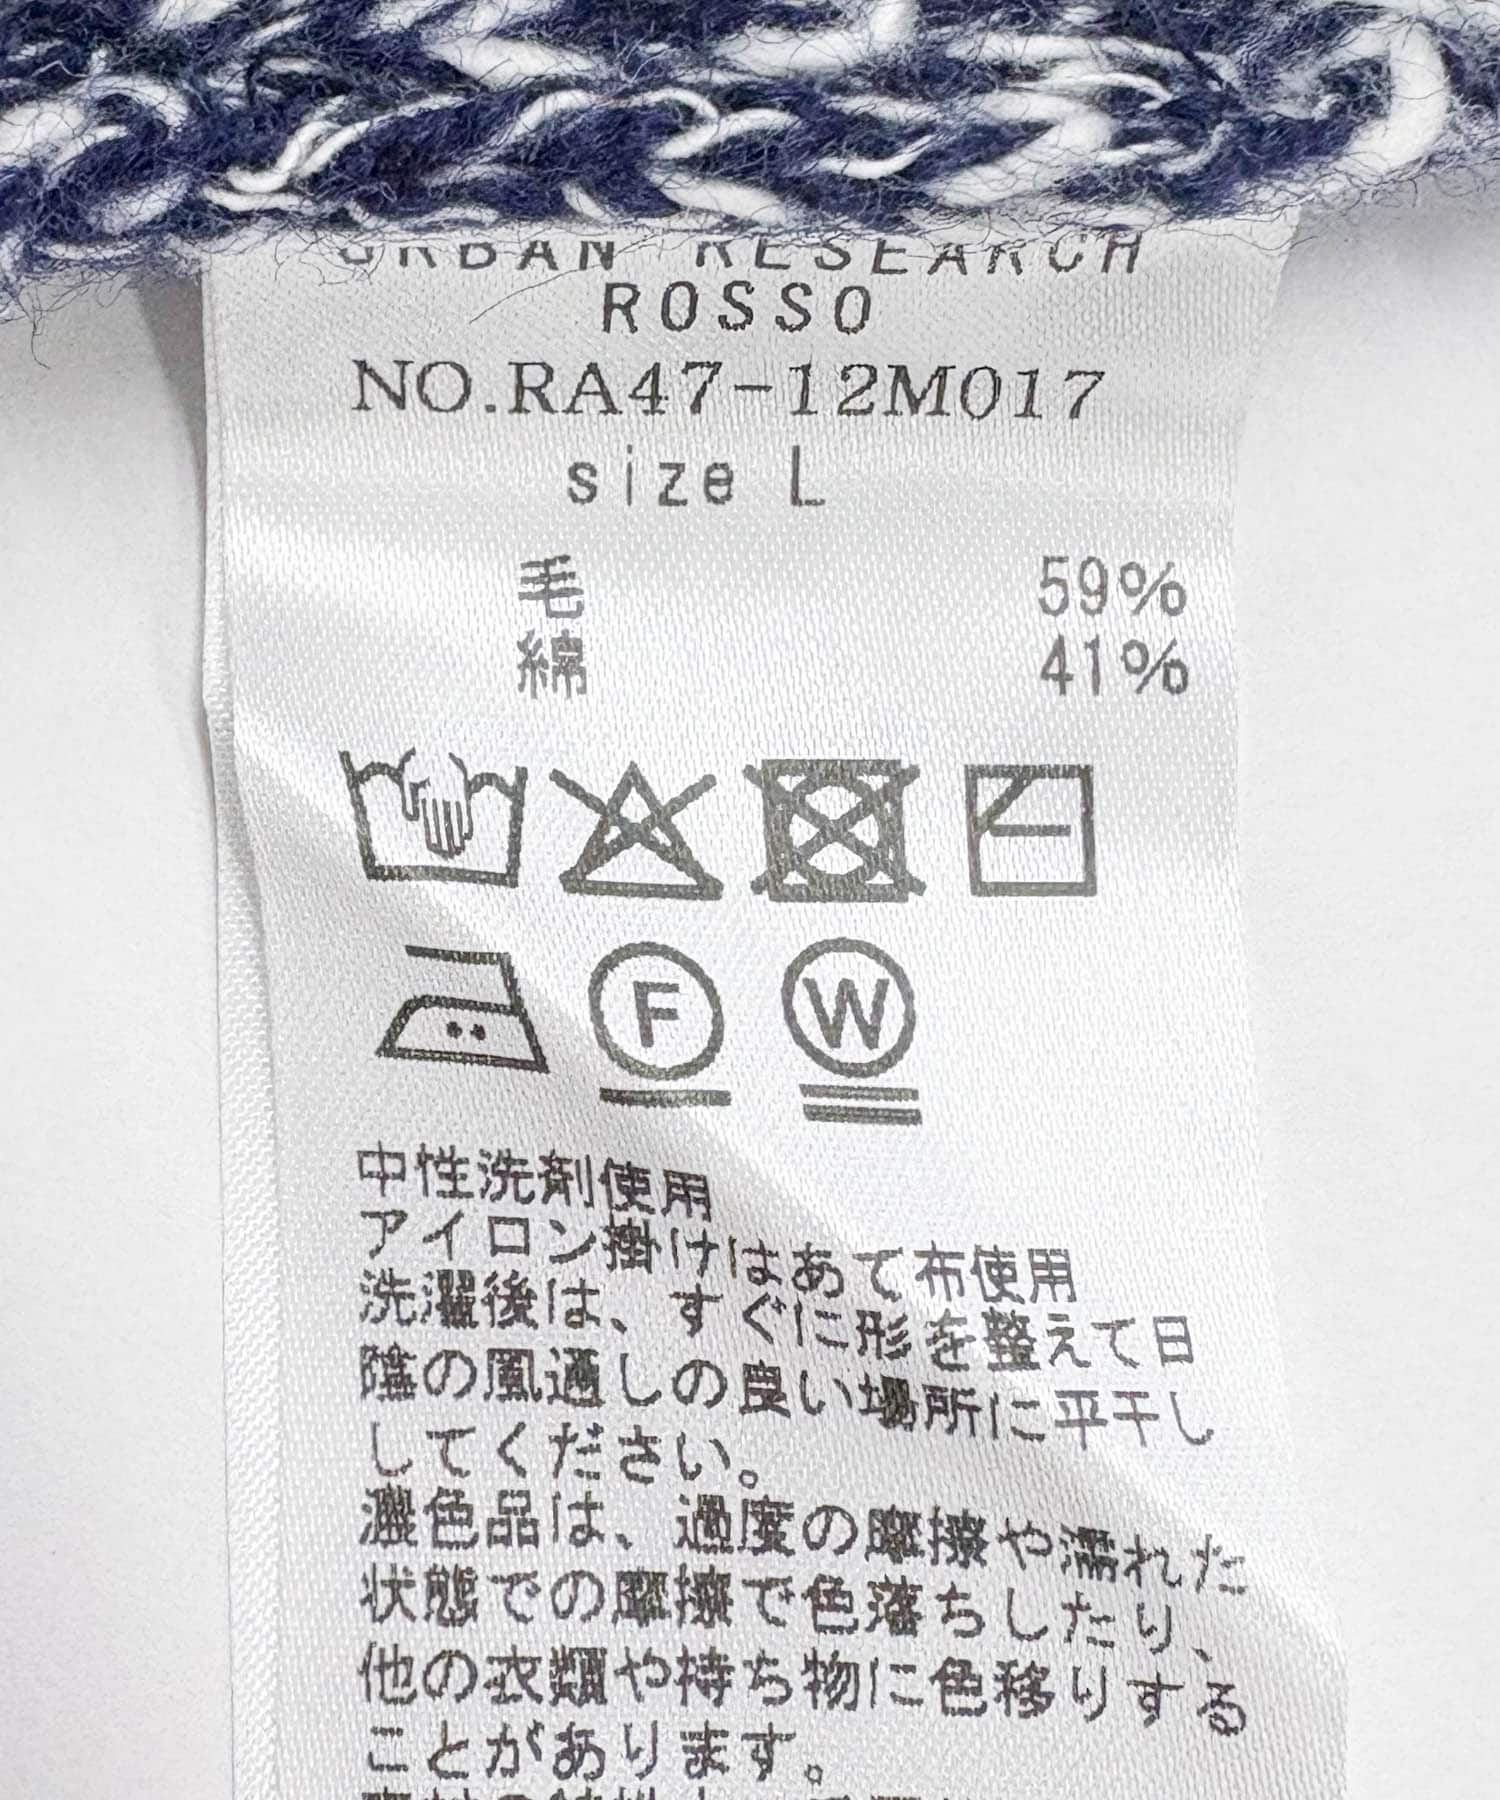 URBAN RESEARCH
ROSSO
NO.RA47-12M017
size L
毛 59%
綿 41%
F W
中性洗剤使用
アイロン掛けはあて布使用
洗濯後は、すぐに形を整えて日
陰の風通しの良い場所に平干し
してください。
濃色品は、過度の摩擦や濡れた
状態での摩擦で色落ちしたり、
他の衣類や持ち物に色移りする
ことがあります。